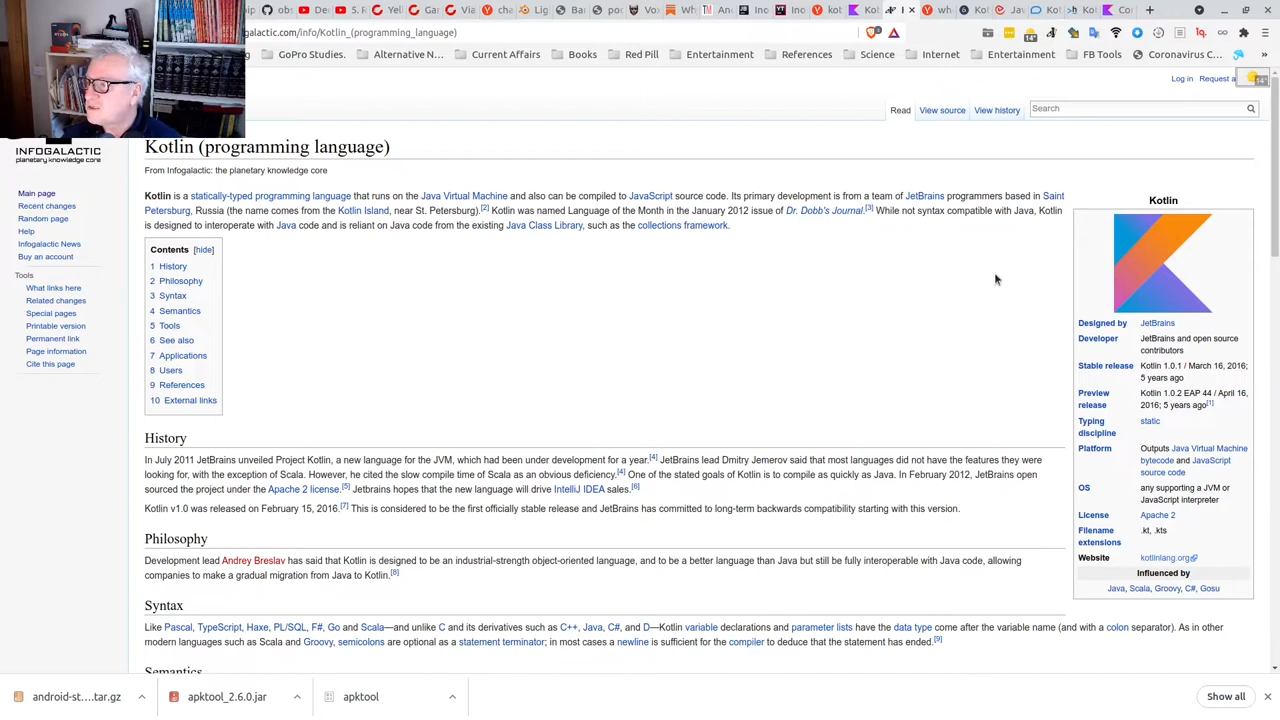 obs
Su
Do
Yell
Gui
Via
cha
Lig
Bar
pol
Vo
Wa
And
Ino
kot
Kot
wh
Get
Jav
Do
Kot
hb
Kot
Cor
galactic.com/info/Kotlin_(programming_language)
GoPro Studies.
Alternative N...
Current Affairs
Books
Red Pill
Entertainment
References
Science
Internet
Entertainment
FB Tools
Coronavirus C...
Log in
Request a
Read
View source
View history
Search
INFOGALACTIC
planetary knowledge core
Main page
Recent changes
Random page
Help
Infogalactic News
Buy an account
Tools
What links here
Related changes
Special pages
Printable version
Permanent link
Page information
Cite this page
Kotlin (programming language)
From Infogalactic: the planetary knowledge core
Kotlin is a statically-typed programming language that runs on the Java Virtual Machine and also can be compiled to JavaScript source code. Its primary development is from a team of JetBrains programmers based in Saint
Petersburg, Russia (the name comes from the Kotlin Island, near St. Petersburg).[2] Kotlin was named Language of the Month in the January 2012 issue of Dr. Dobb's Journal.[3] While not syntax compatible with Java, Kotlin
is designed to interoperate with Java code and is reliant on Java code from the existing Java Class Library, such as the collections framework.
Contents [hide]
1 History
2 Philosophy
3 Syntax
4 Semantics
5 Tools
6 See also
7 Applications
8 Users
9 References
10 External links
History
In July 2011 JetBrains unveiled Project Kotlin, a new language for the JVM, which had been under development for a year.[4] JetBrains lead Dmitry Jemerov said that most languages did not have the features they were
looking for, with the exception of Scala. However, he cited the slow compile time of Scala as an obvious deficiency.[4] One of the stated goals of Kotlin is to compile as quickly as Java. In February 2012, JetBrains open
sourced the project under the Apache 2 license.[5] Jetbrains hopes that the new language will drive IntelliJ IDEA sales.[6]
Kotlin v1.0 was released on February 15, 2016.[7] This is considered to be the first officially stable release and JetBrains has committed to long-term backwards compatibility starting with this version.
Philosophy
Development lead Andrey Breslav has said that Kotlin is designed to be an industrial-strength object-oriented language, and to be a better language than Java but still be fully interoperable with Java code, allowing
companies to make a gradual migration from Java to Kotlin.[8]
Syntax
Like Pascal, TypeScript, Haxe, PL/SQL, F#, Go and Scala—and unlike C and its derivatives such as C++, Java, C#, and D—Kotlin variable declarations and parameter lists have the data type come after the variable name (and with a colon separator). As in other
modern languages such as Scala and Groovy, semicolons are optional as a statement terminator; in most cases a newline is sufficient for the compiler to deduce that the statement has ended.[9]
Semantics
Kotlin
Designed by JetBrains
Developer JetBrains and open source
contributors
Stable release Kotlin 1.0.1 / March 16, 2016;
5 years ago
Preview Kotlin 1.0.2 EAP 44 / April 16,
release 2016; 5 years ago[1]
Typing static
discipline
Platform Outputs Java Virtual Machine
bytecode and JavaScript
source code
OS any supporting a JVM or
JavaScript interpreter
License Apache 2
Filename .kt, .kts
extensions
Website kotlinlang.org
Influenced by
Java, Scala, Groovy, C#, Gosu
android-st....tar.gz
apktool_2.6.0.jar
apktool
Show all